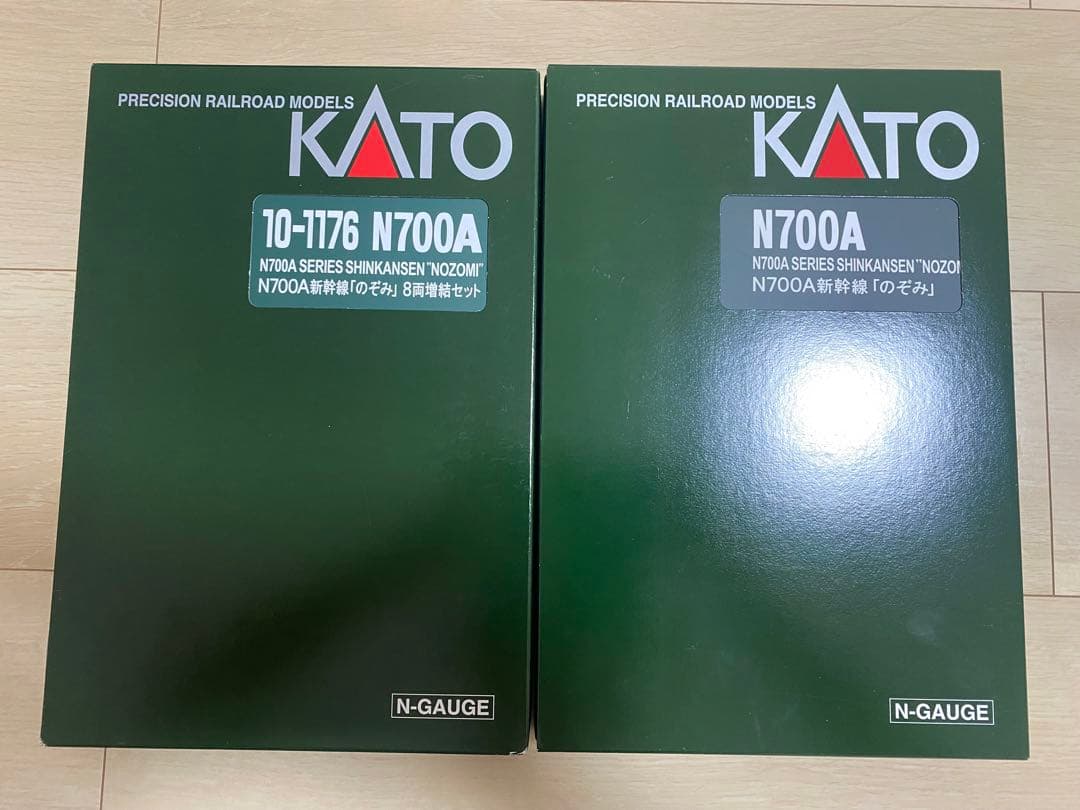 PRECISION RAILROAD MODELS
KATO
10-1176 N700A
N700A SERIES SHINKANSEN "NOZOMI"
N700A新幹線「のぞみ」 8両増結セット
N-GAUGE
PRECISION RAILROAD MODELS
KATO
N700A
N700A SERIES SHINKANSEN "NOZOMI
N700A新幹線「のぞみ」
N-GAUGE